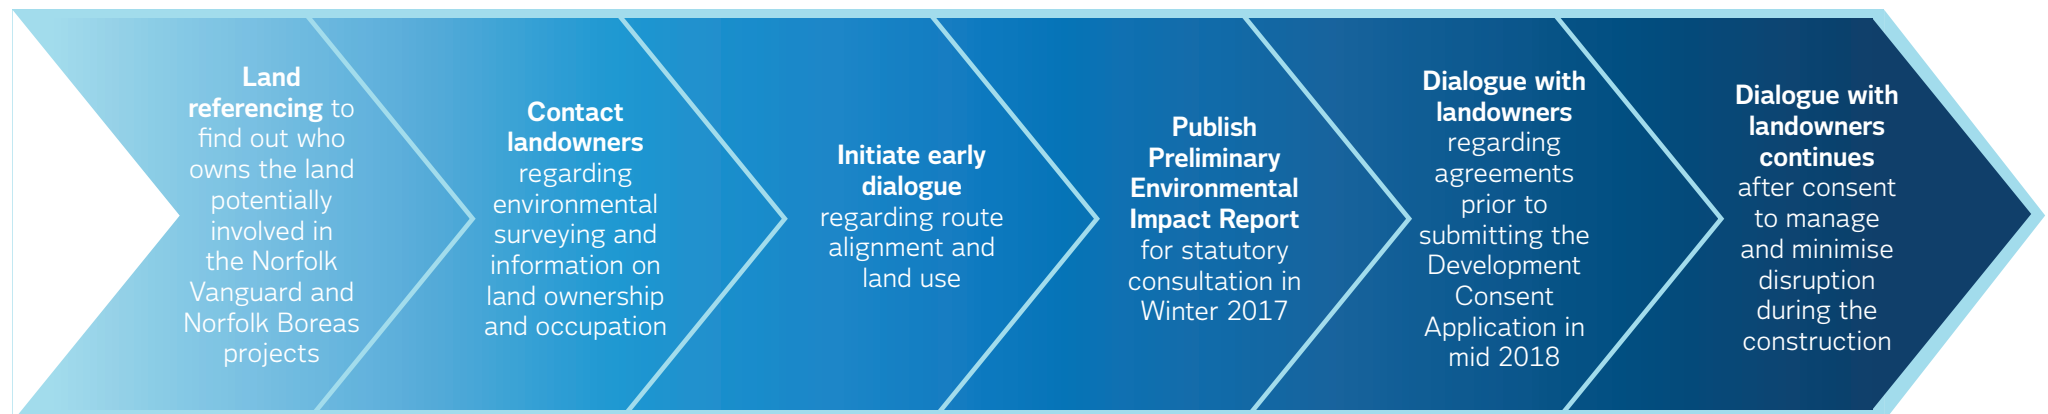 Land
referencing to
find out who
owns the land
potentially
involved in
the Norfolk
Vanguard and
Norfolk Boreas
projects
Contact
landowners
regarding
environmental
surveying and
information on
land ownership
and occupation
Initiate early
dialogue
regarding route
alignment and
land use
Publish
Preliminary
Environmental
Impact Report
for statutory
consultation in
Winter 2017
Dialogue with
landowners
regarding
agreements
prior to
submitting the
Development
Consent
Application in
mid 2018
Dialogue with
landowners
continues
after consent
to manage
and minimise
disruption
during the
construction